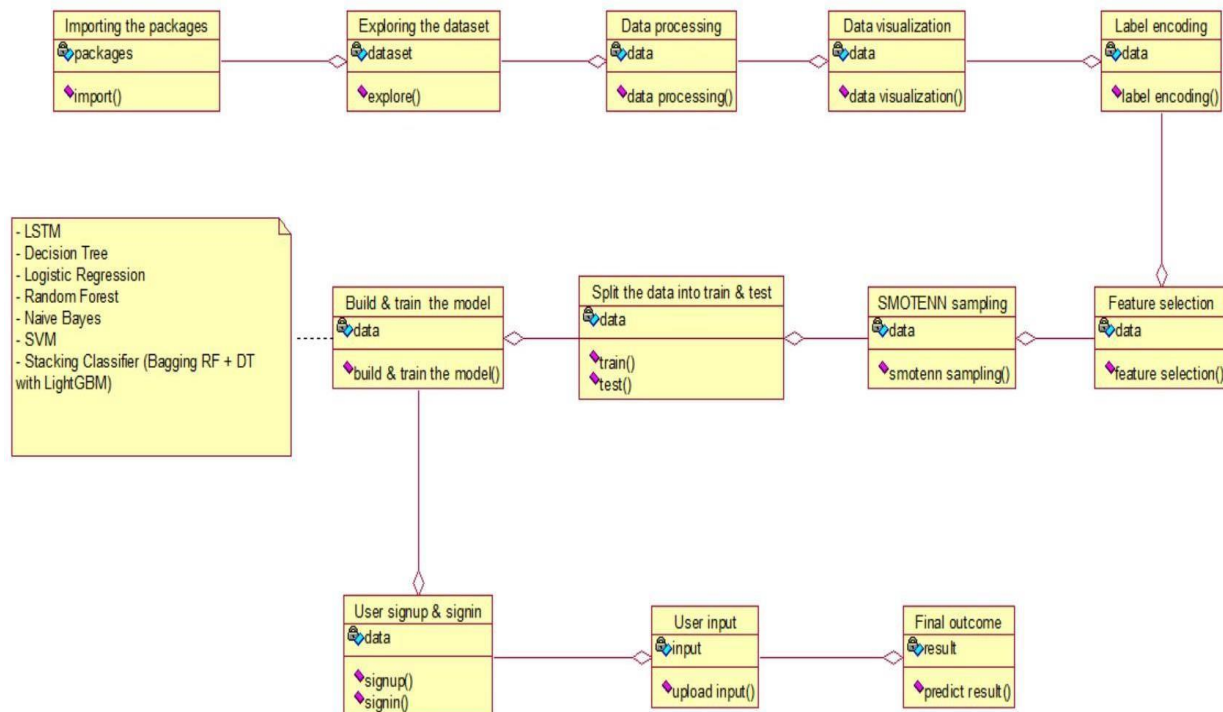 Importing the packages
packages
import()
Exploring the dataset
dataset
explore()
Data processing
data
data processing()
Data visualization
data
data visualization()
Label encoding
data
label encoding()
- LSTM
- Decision Tree
- Logistic Regression
- Random Forest
- Naive Bayes
- SVM
- Stacking Classifier (Bagging RF + DT
with LightGBM)
Build & train the model
data
build & train the model()
Split the data into train & test
data
train()
test()
SMOTENN sampling
data
smotenn sampling()
Feature selection
data
feature selection()
User signup & signin
data
signup()
signin()
User input
input
upload input()
Final outcome
result
predict result()